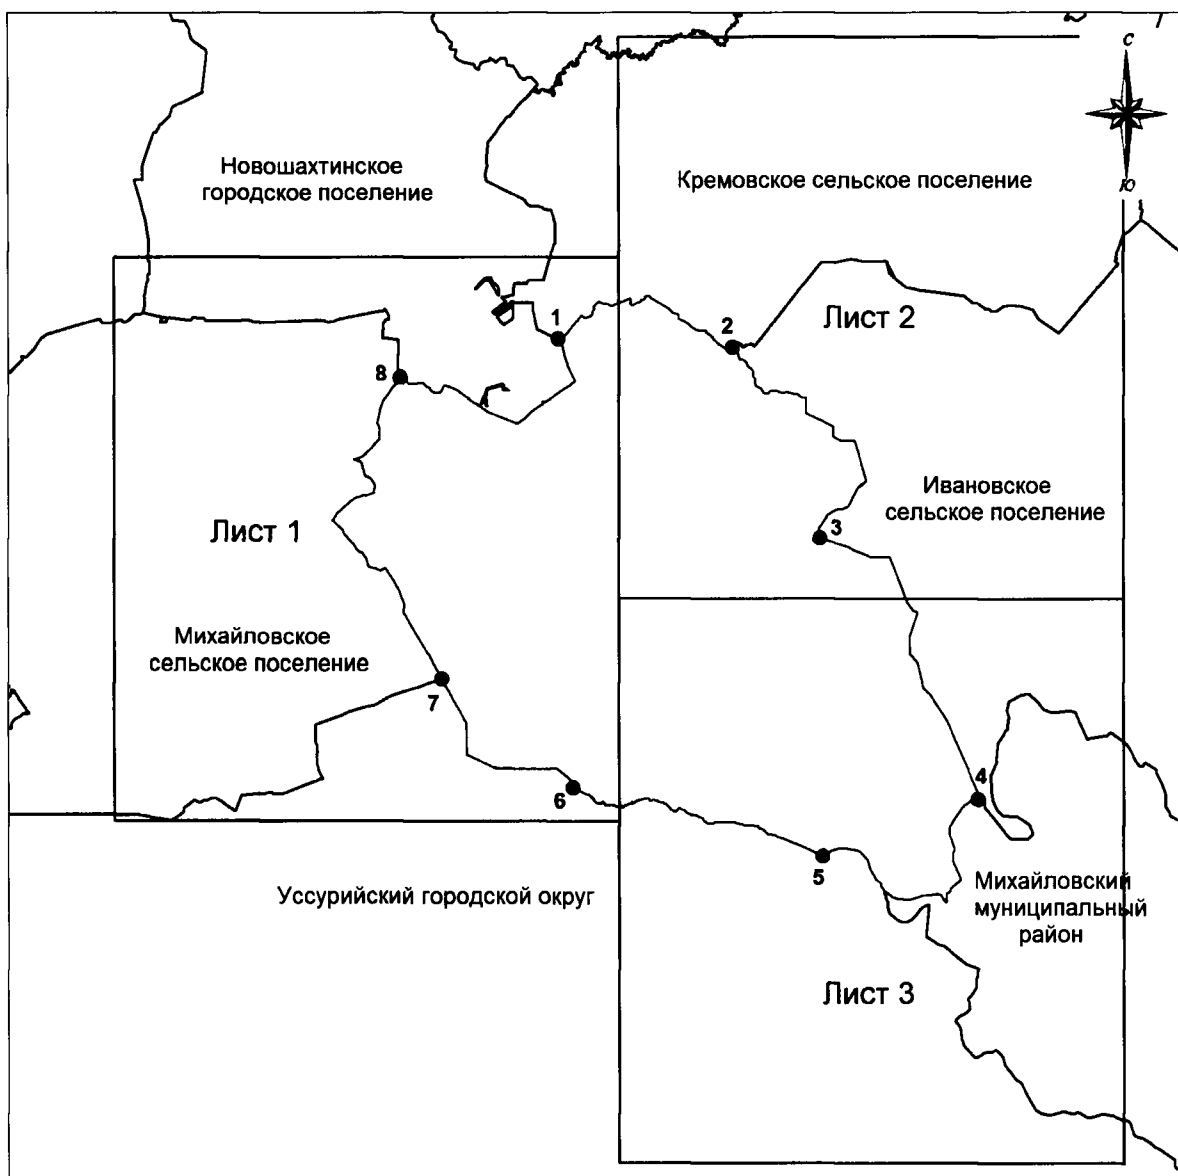 С
Новошахтинское
городское поселение
Кремовское сельское поселение
Ю
1
2
Лист 2
8
Ивановское
сельское поселение
Лист 1
3
Михайловское
сельское поселение
7
4
6
5
Уссурийский городской округ
Михайловский
муниципальный
район
Лист 3